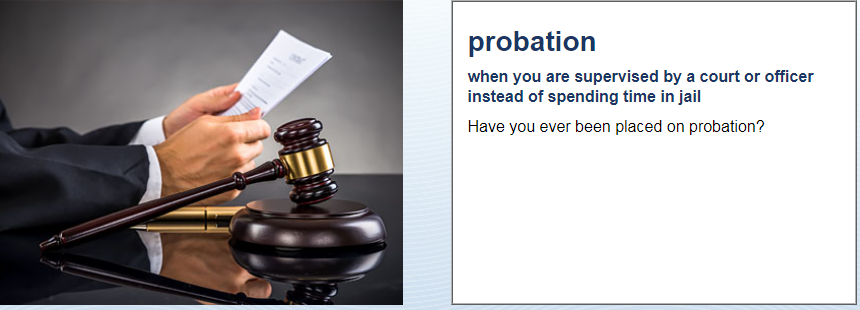 probation
when you are supervised by a court or officer
instead of spending time in jail
Have you ever been placed on probation?